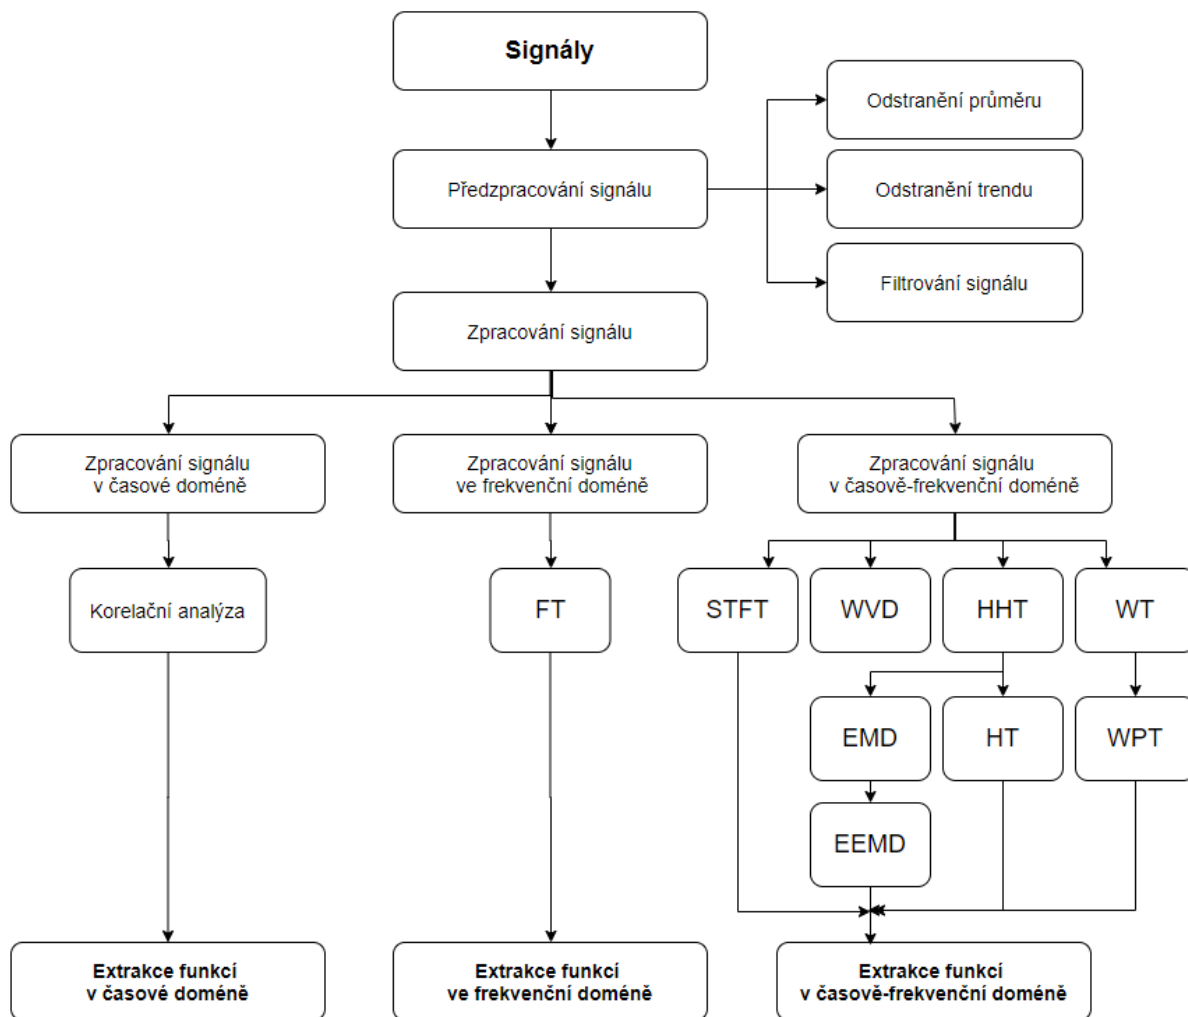 Signály
Odstranění průměru
Předzpracování signálu
Odstranění trendu
Filtrování signálu
Zpracování signálu
Zpracování signálu
v časové doméně
Zpracování signálu
ve frekvenční doméně
Zpracování signálu
v časově-frekvenční doméně
Korelační analýza
FT
STFT
WVD
HHT
WT
EMD
HT
WPT
EEMD
Extrakce funkcí
v časové doméně
Extrakce funkcí
ve frekvenční doméně
Extrakce funkcí
v časově-frekvenční doméně